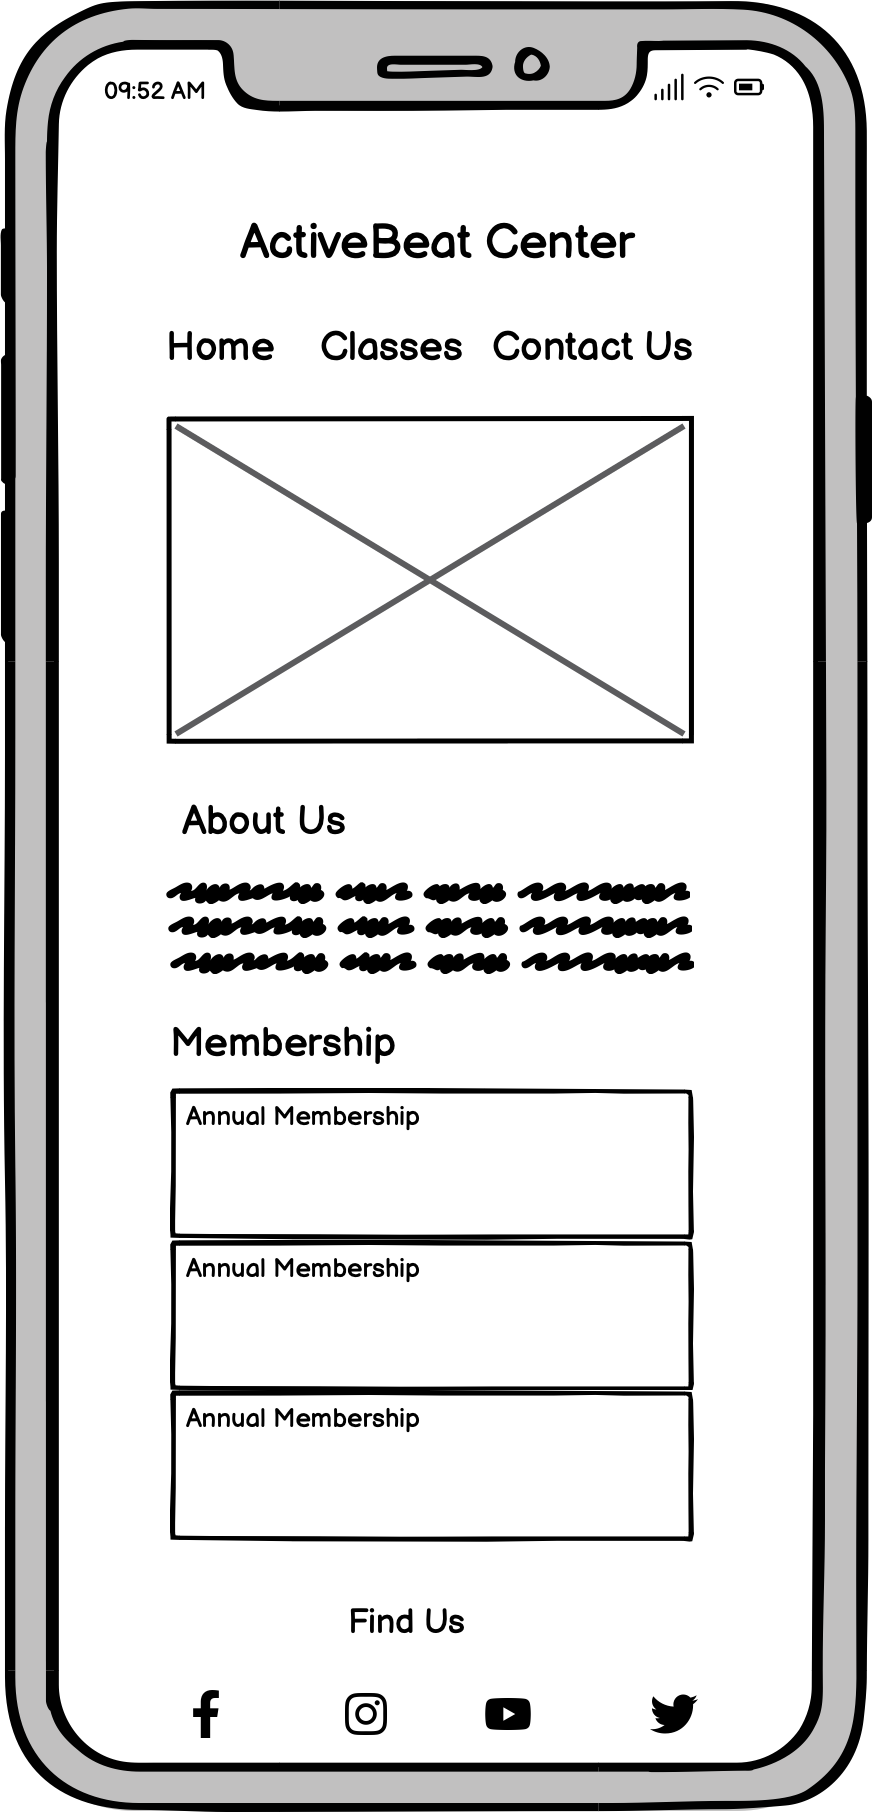 09:52 AM
ActiveBeat Center
Home Classes Contact Us
About Us
Membership
Annual Membership
Annual Membership
Annual Membership
Find Us